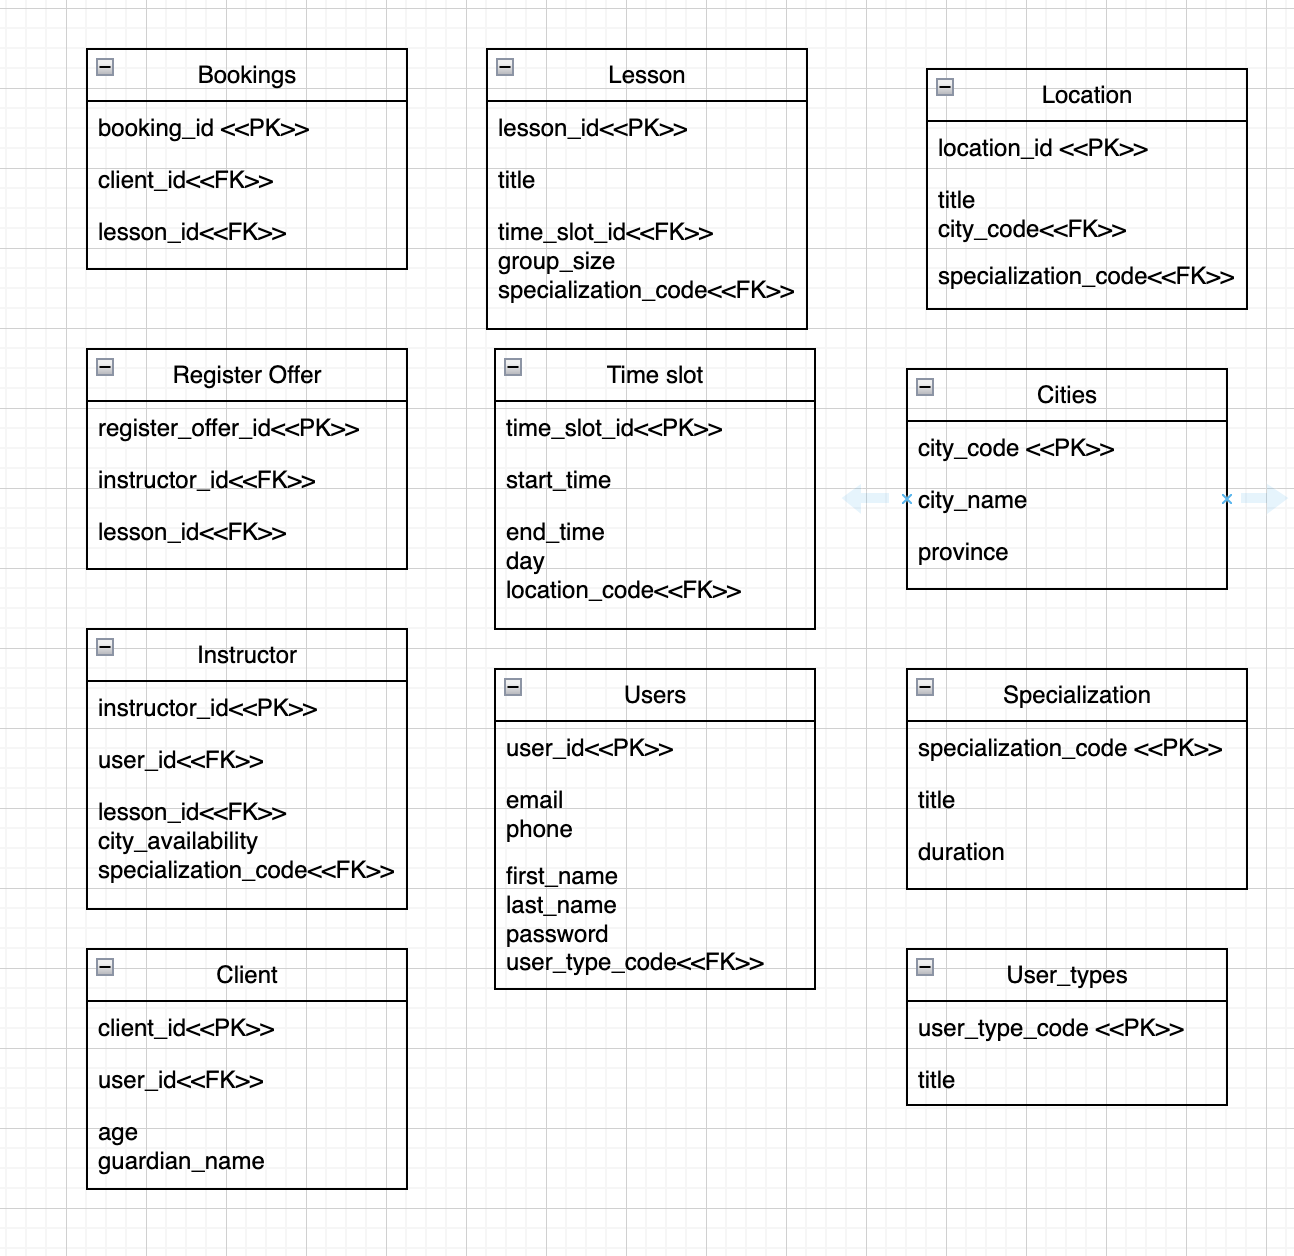 Bookings
booking_id <<PK>>
client_id<<FK>>
lesson_id<<FK>>
Lesson
lesson_id<<PK>>
title
time_slot_id<<FK>>
group_size
specialization_code<<FK>>
Location
location_id <<PK>>
title
city_code<<FK>>
specialization_code<<FK>>
Register Offer
register_offer_id<<PK>>
instructor_id<<FK>>
lesson_id<<FK>>
Time slot
time_slot_id<<PK>>
start_time
end_time
day
location_code<<FK>>
Cities
city_code <<PK>>
city_name
province
Instructor
instructor_id<<PK>>
user_id<<FK>>
lesson_id<<FK>>
city_availability
specialization_code<<FK>>
Users
user_id<<PK>>
email
phone
first_name
last_name
password
user_type_code<<FK>>
Specialization
specialization_code <<PK>>
title
duration
Client
client_id<<PK>>
user_id<<FK>>
age
guardian_name
User_types
user_type_code <<PK>>
title